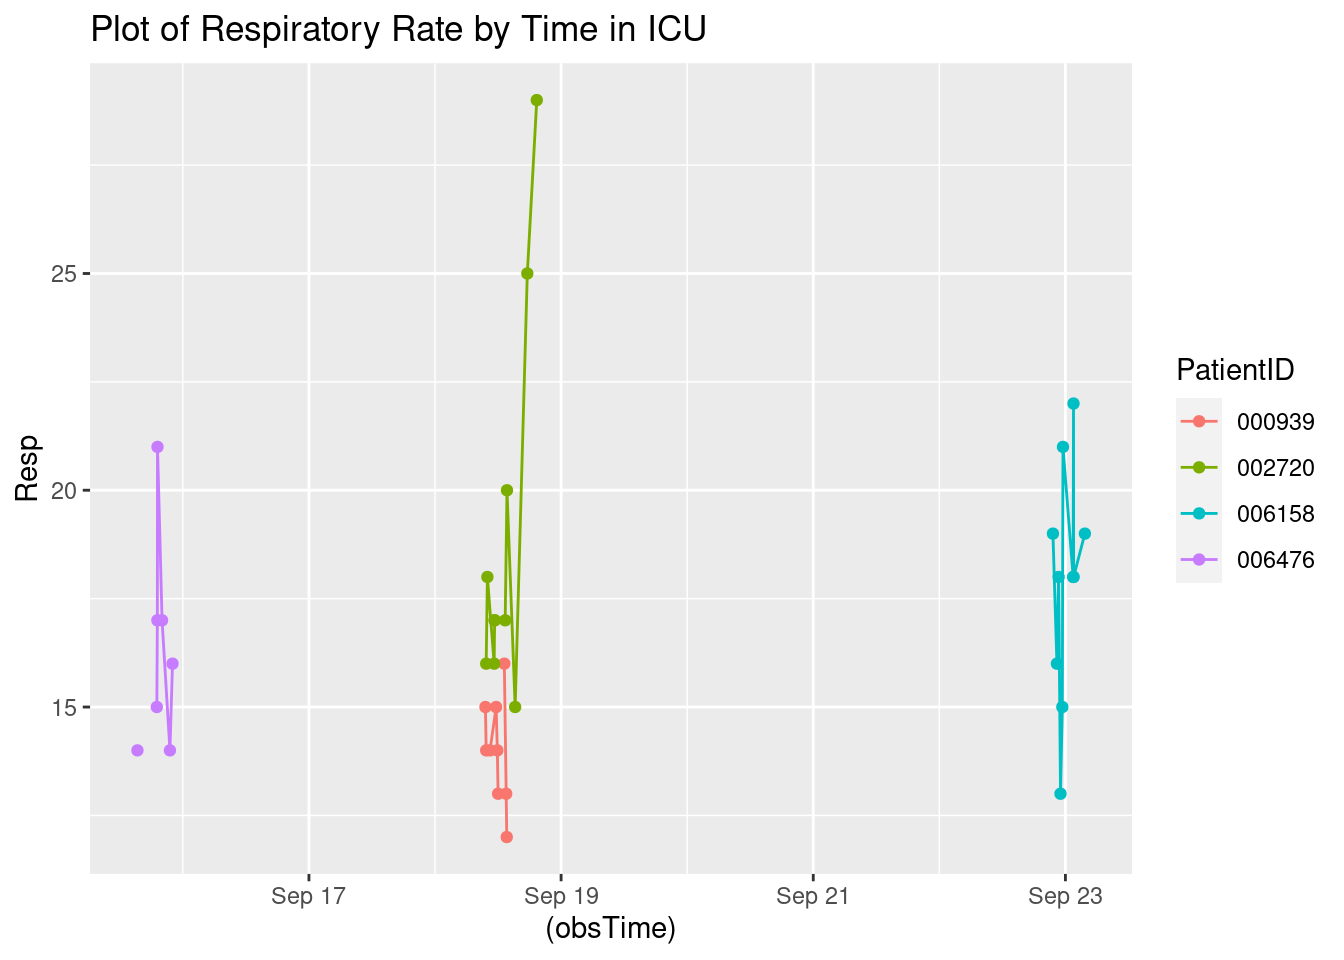 Plot of Respiratory Rate by Time in ICU
25
20
15
Resp
Sep 17
Sep 19
Sep 21
Sep 23
(obsTime)
PatientID
000939
002720
006158
006476